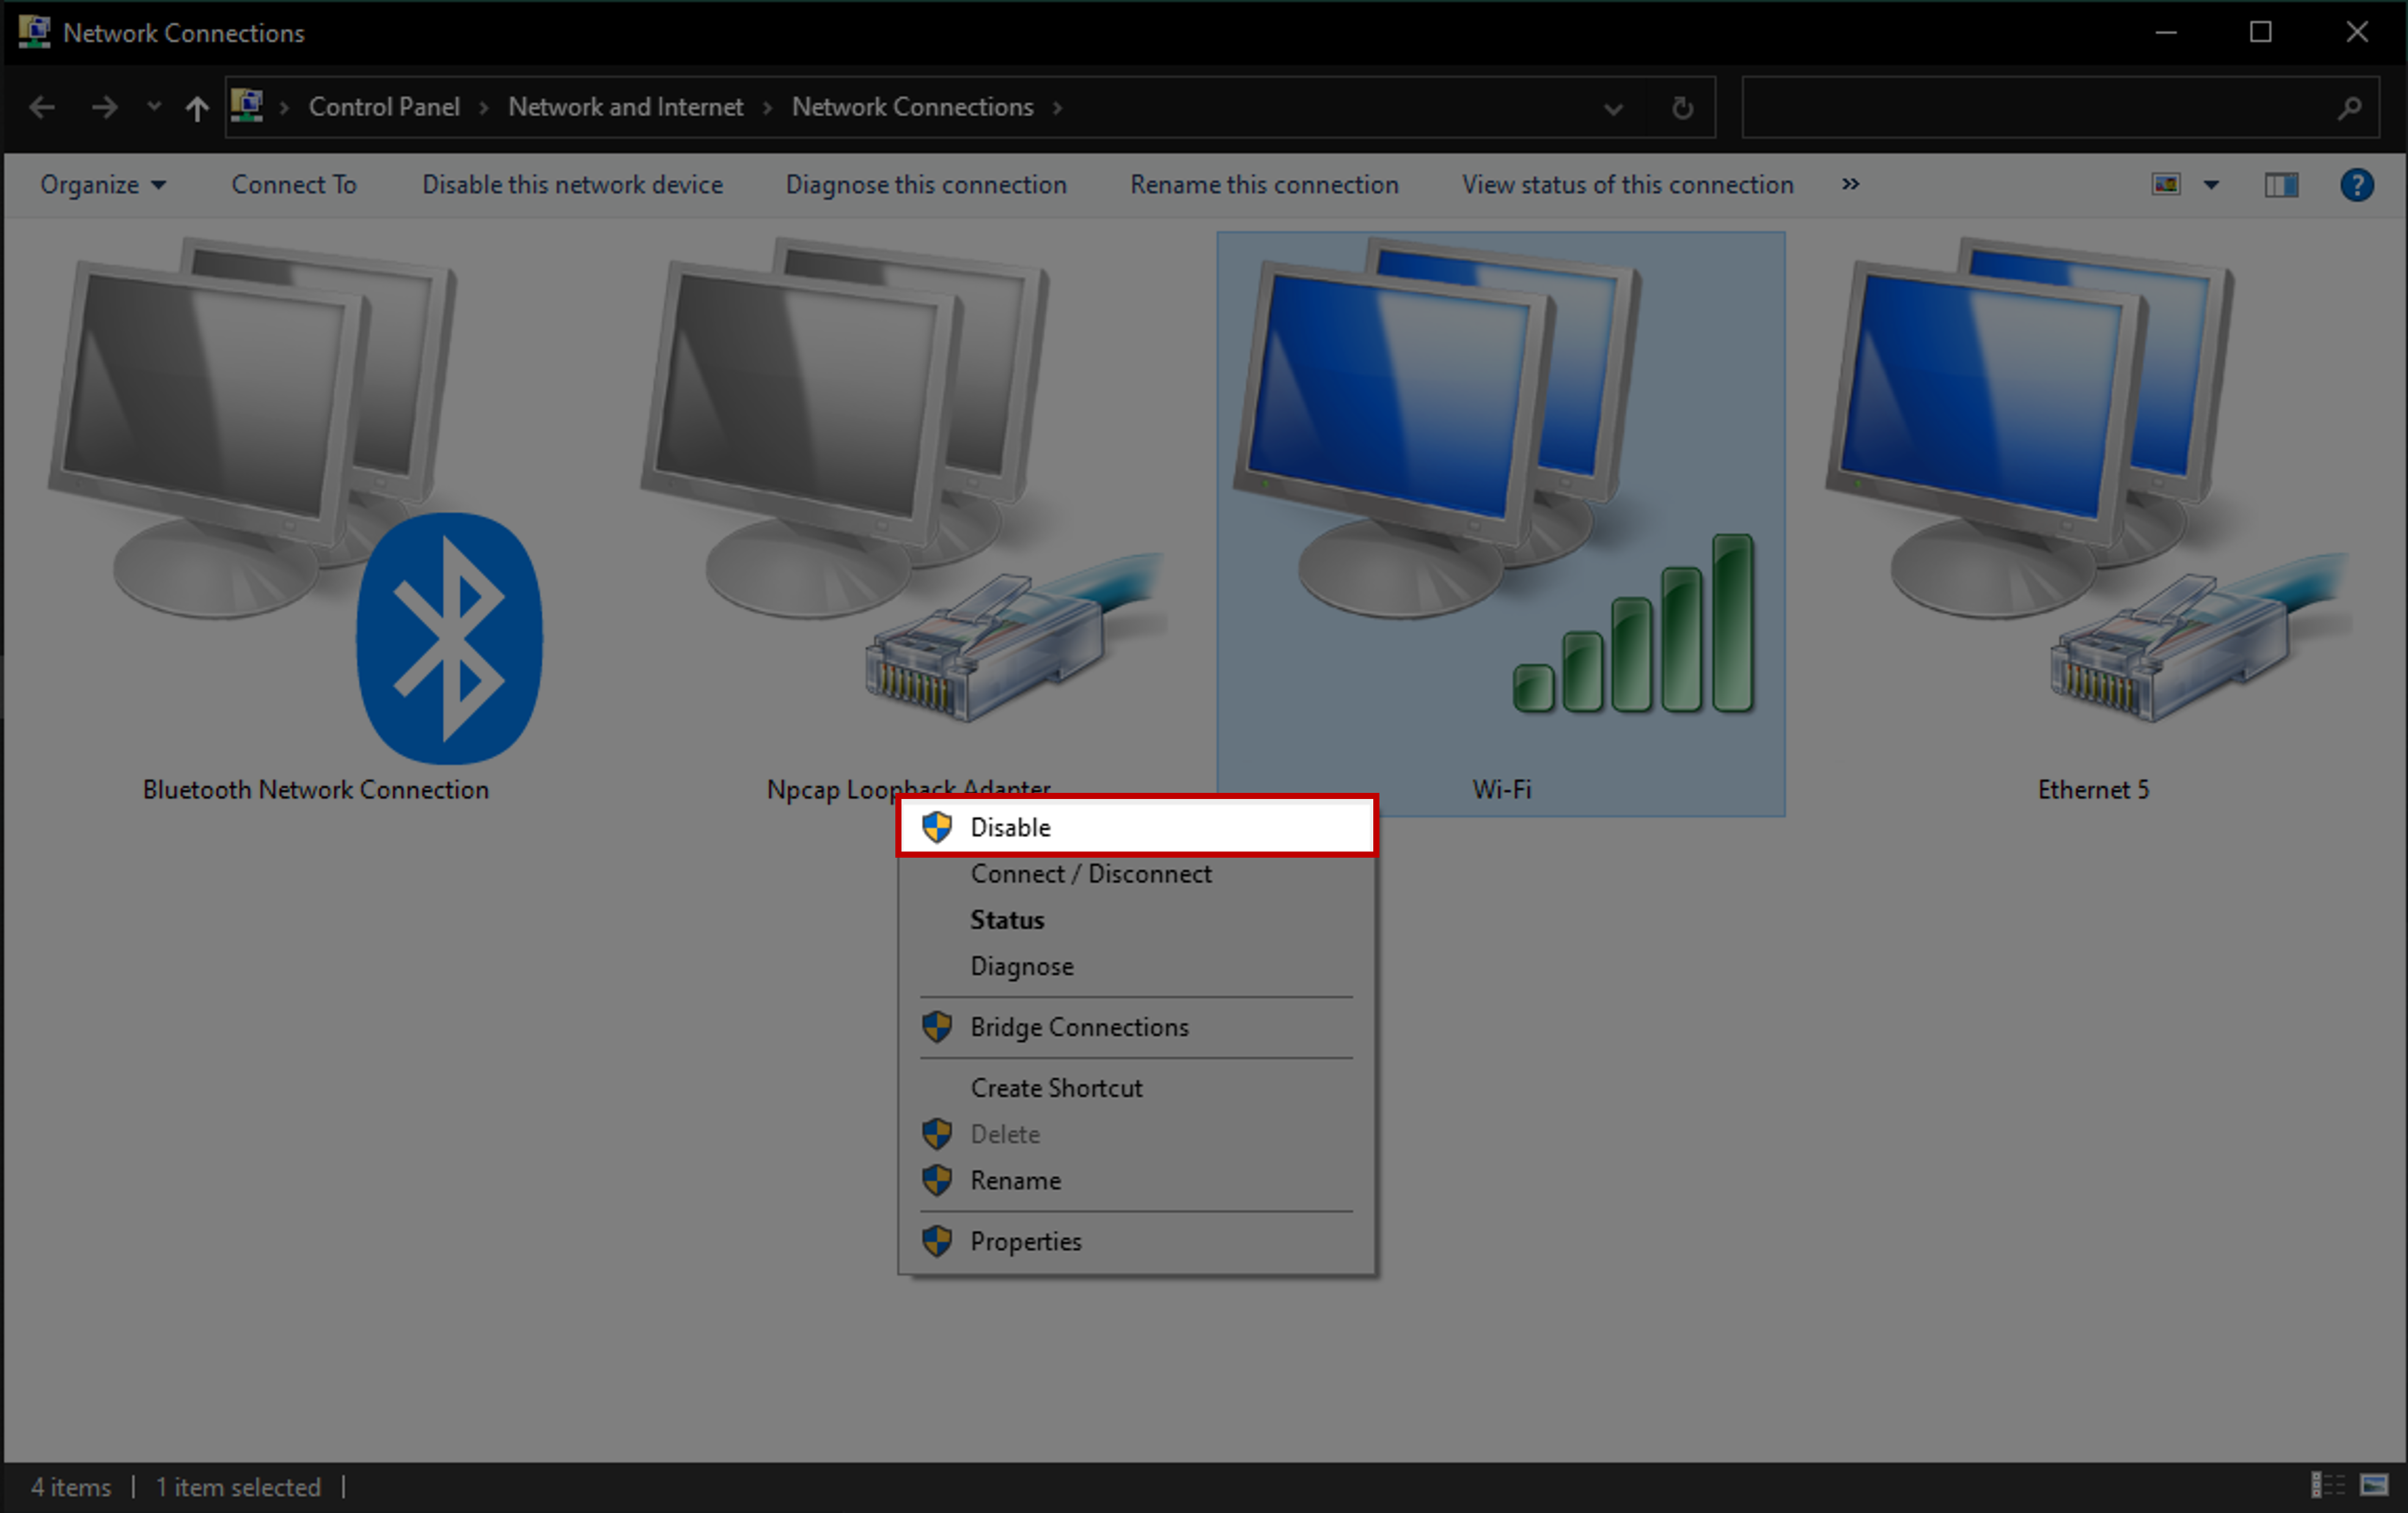 Network Connections
Control Panel > Network and Internet > Network Connections >
Organize Connect To Disable this network device Diagnose this connection Rename this connection View status of this connection »
Bluetooth Network Connection Npcap Loopback Adapter Wi-Fi Ethernet 5
Disable
Connect / Disconnect
Status
Diagnose
Bridge Connections
Create Shortcut
Delete
Rename
Properties
4 items | 1 item selected |